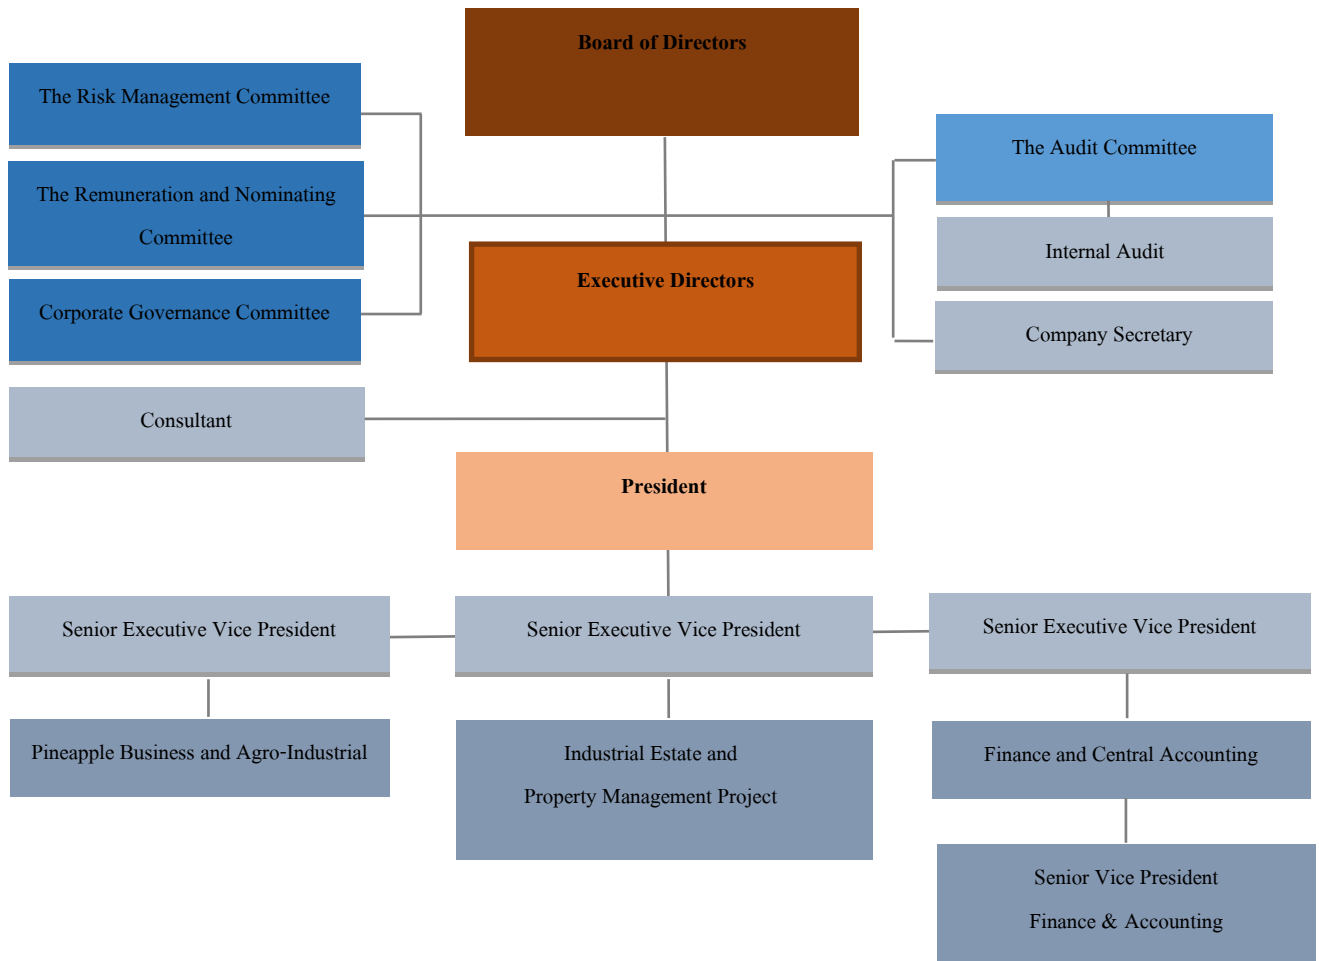 Board of Directors
The Risk Management Committee
The Audit Committee
The Remuneration and Nominating
Committee
Internal Audit
Executive Directors
Corporate Governance Committee
Company Secretary
Consultant
President
Senior Executive Vice President
Senior Executive Vice President
Senior Executive Vice President
Pineapple Business and Agro-Industrial
Industrial Estate and
Property Management Project
Finance and Central Accounting
Senior Vice President
Finance & Accounting